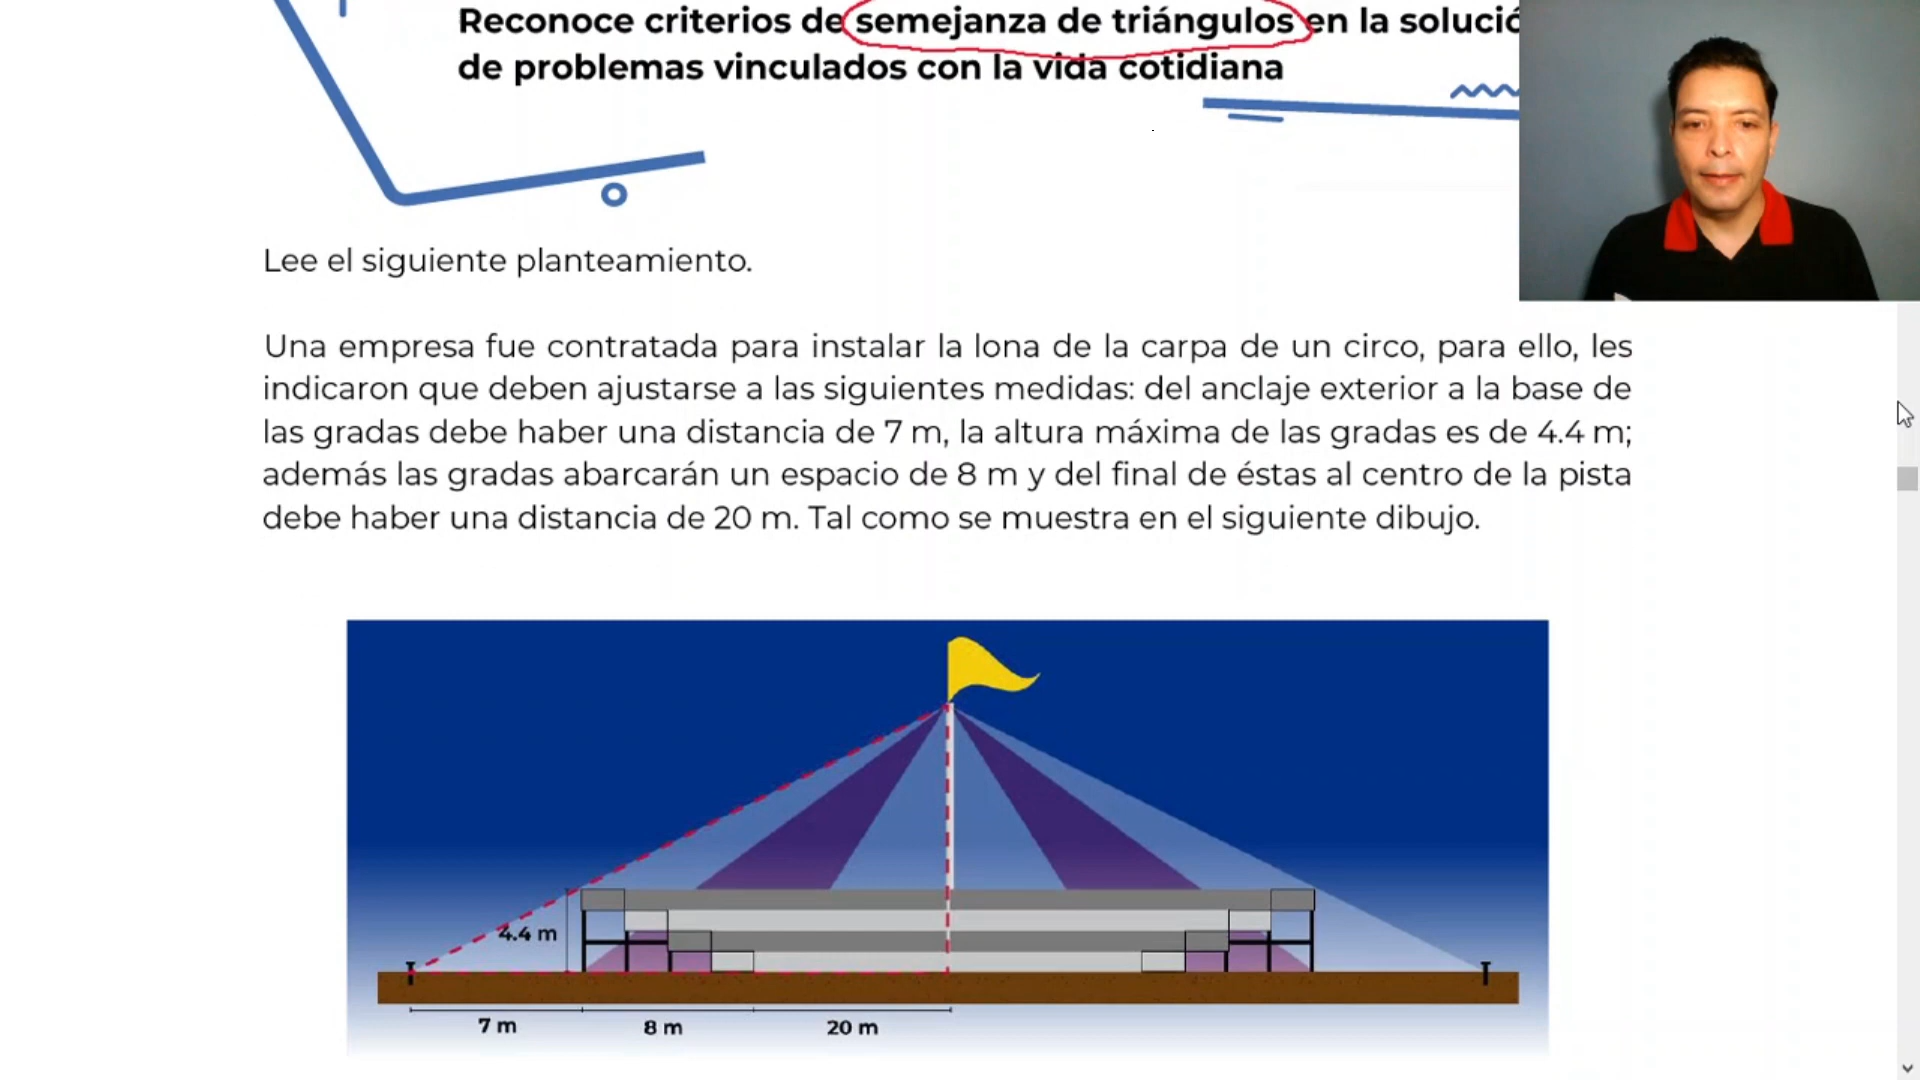 Reconoce criterios de semejanza de triángulos en la solució
de problemas vinculados con la vida cotidiana
Lee el siguiente planteamiento.
Una empresa fue contratada para instalar la lona de la carpa de un circo, para ello, les
indicaron que deben ajustarse a las siguientes medidas: del anclaje exterior a la base de
las gradas debe haber una distancia de 7 m, la altura máxima de las gradas es de 4.4 m;
además las gradas abarcarán un espacio de 8 m y del final de éstas al centro de la pista
debe haber una distancia de 20 m. Tal como se muestra en el siguiente dibujo.
4.4 m
7 m
8 m
20 m